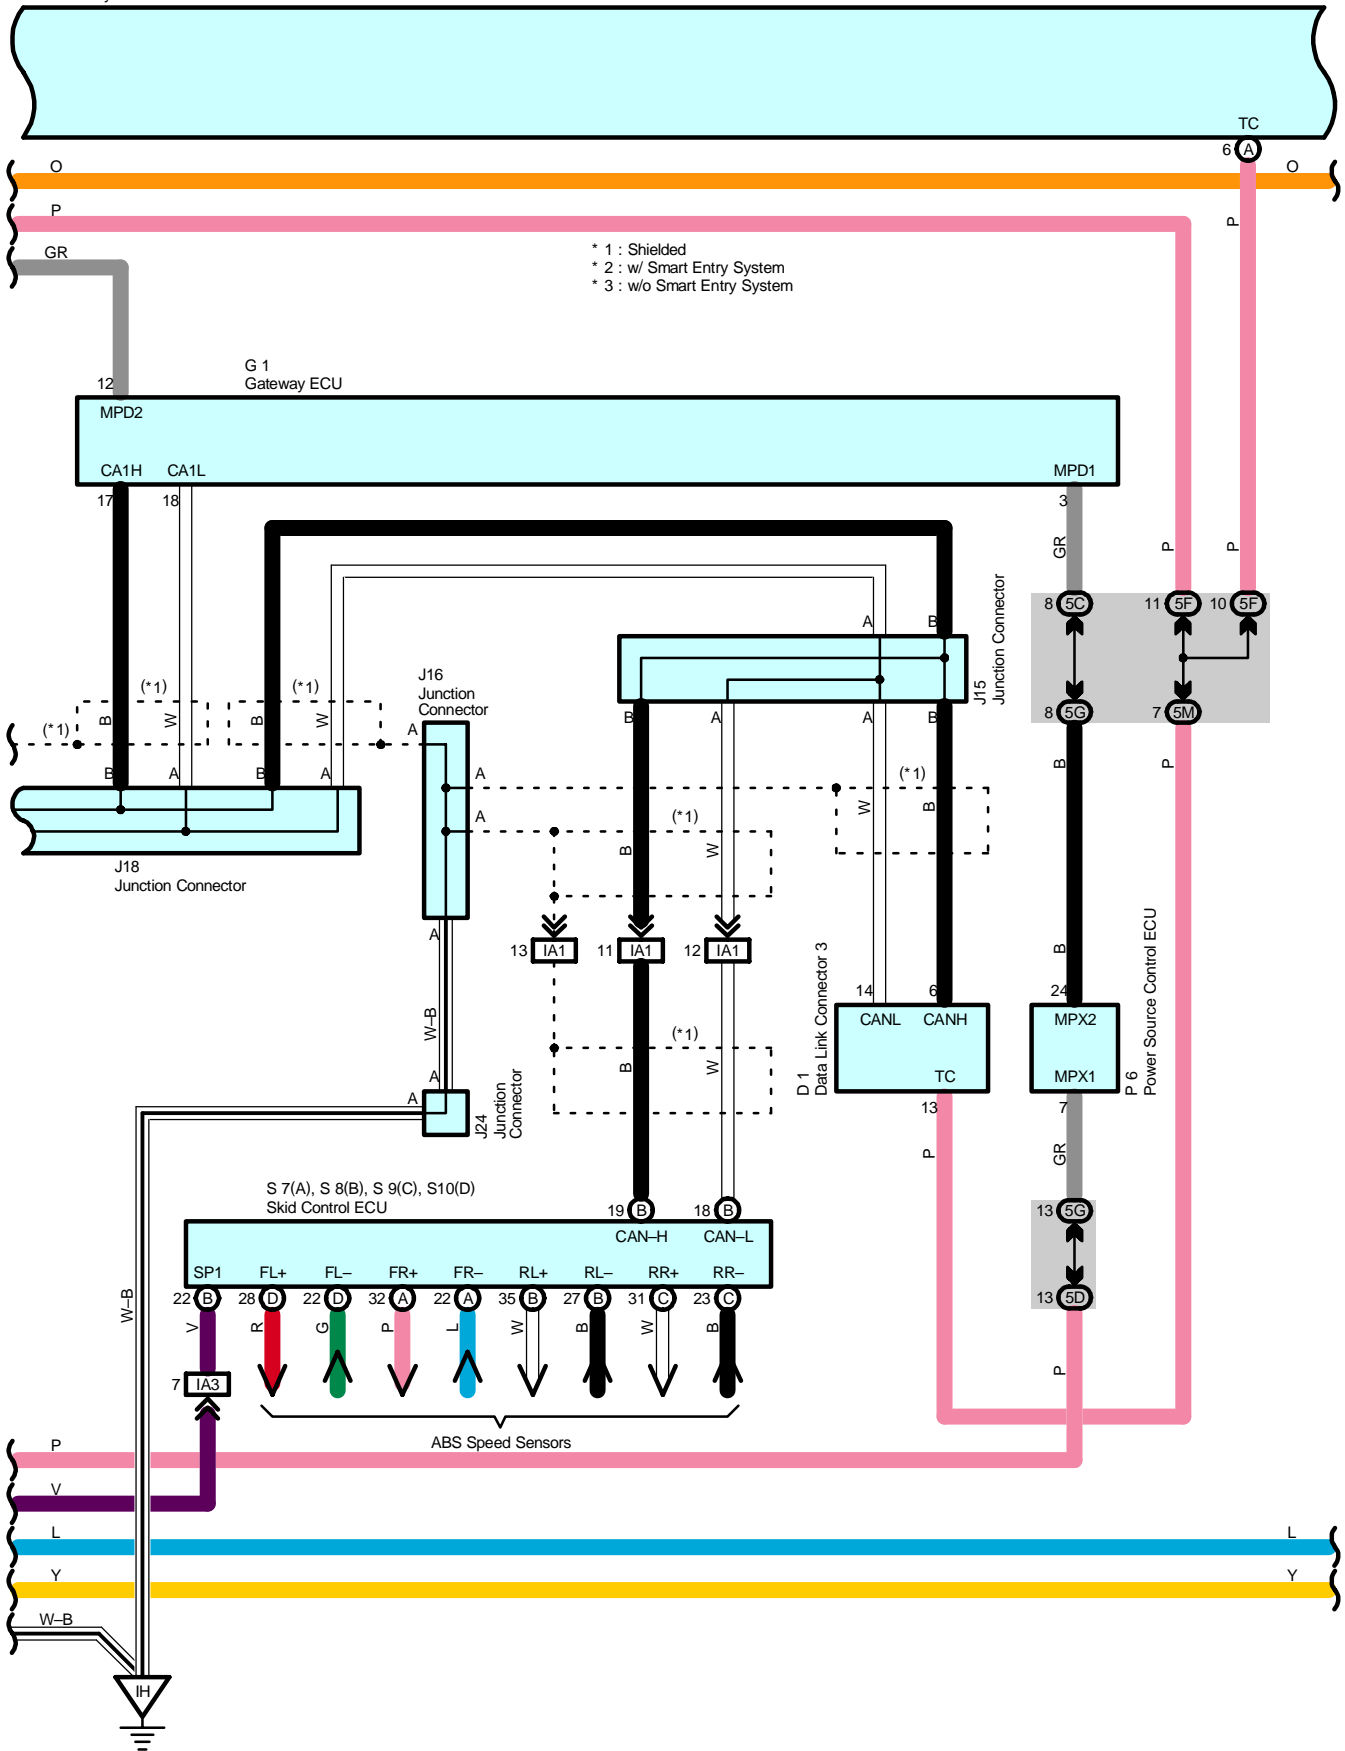 TC
6 A
O O
P
P
GR
* 1 : Shielded
* 2 : w/ Smart Entry System
* 3 : w/o Smart Entry System
G 1
Gateway ECU
12
MPD2
CA1H CA1L MPD1
17 18 3
GR P P
8 5C 11 5F 10 5F
A B
J15
Junction Connector
J16
Junction
Connector
(*1) (*1)
B W B W
(*1)
A
B A A B
8 5G 7 5M
B P
B A B A
A
(*1)
W B
A
(*1)
B W
J18
Junction Connector
A
13 IA1 11 IA1 12 IA1
B
14 6 24
CANL CANH MPX2
TC MPX1
D 1
Data Link Connector 3
P 6
Power Source Control ECU
W–B
(*1)
B W
A
A
J24
Junction
Connector
13 7
P GR
S 7(A), S 8(B), S 9(C), S10(D)
Skid Control ECU
19 B 18 B
13 5G
CAN–H CAN–L
SP1 FL+ FL– FR+ FR– RL+ RL– RR+ RR–
22 B 28 D 22 D 32 A 22 A 35 B 27 B 31 C 23 C
13 5D
W–B
V R G P L W B W B
P
7 IA3
ABS Speed Sensors
P
V
L L
Y Y
W–B
IH